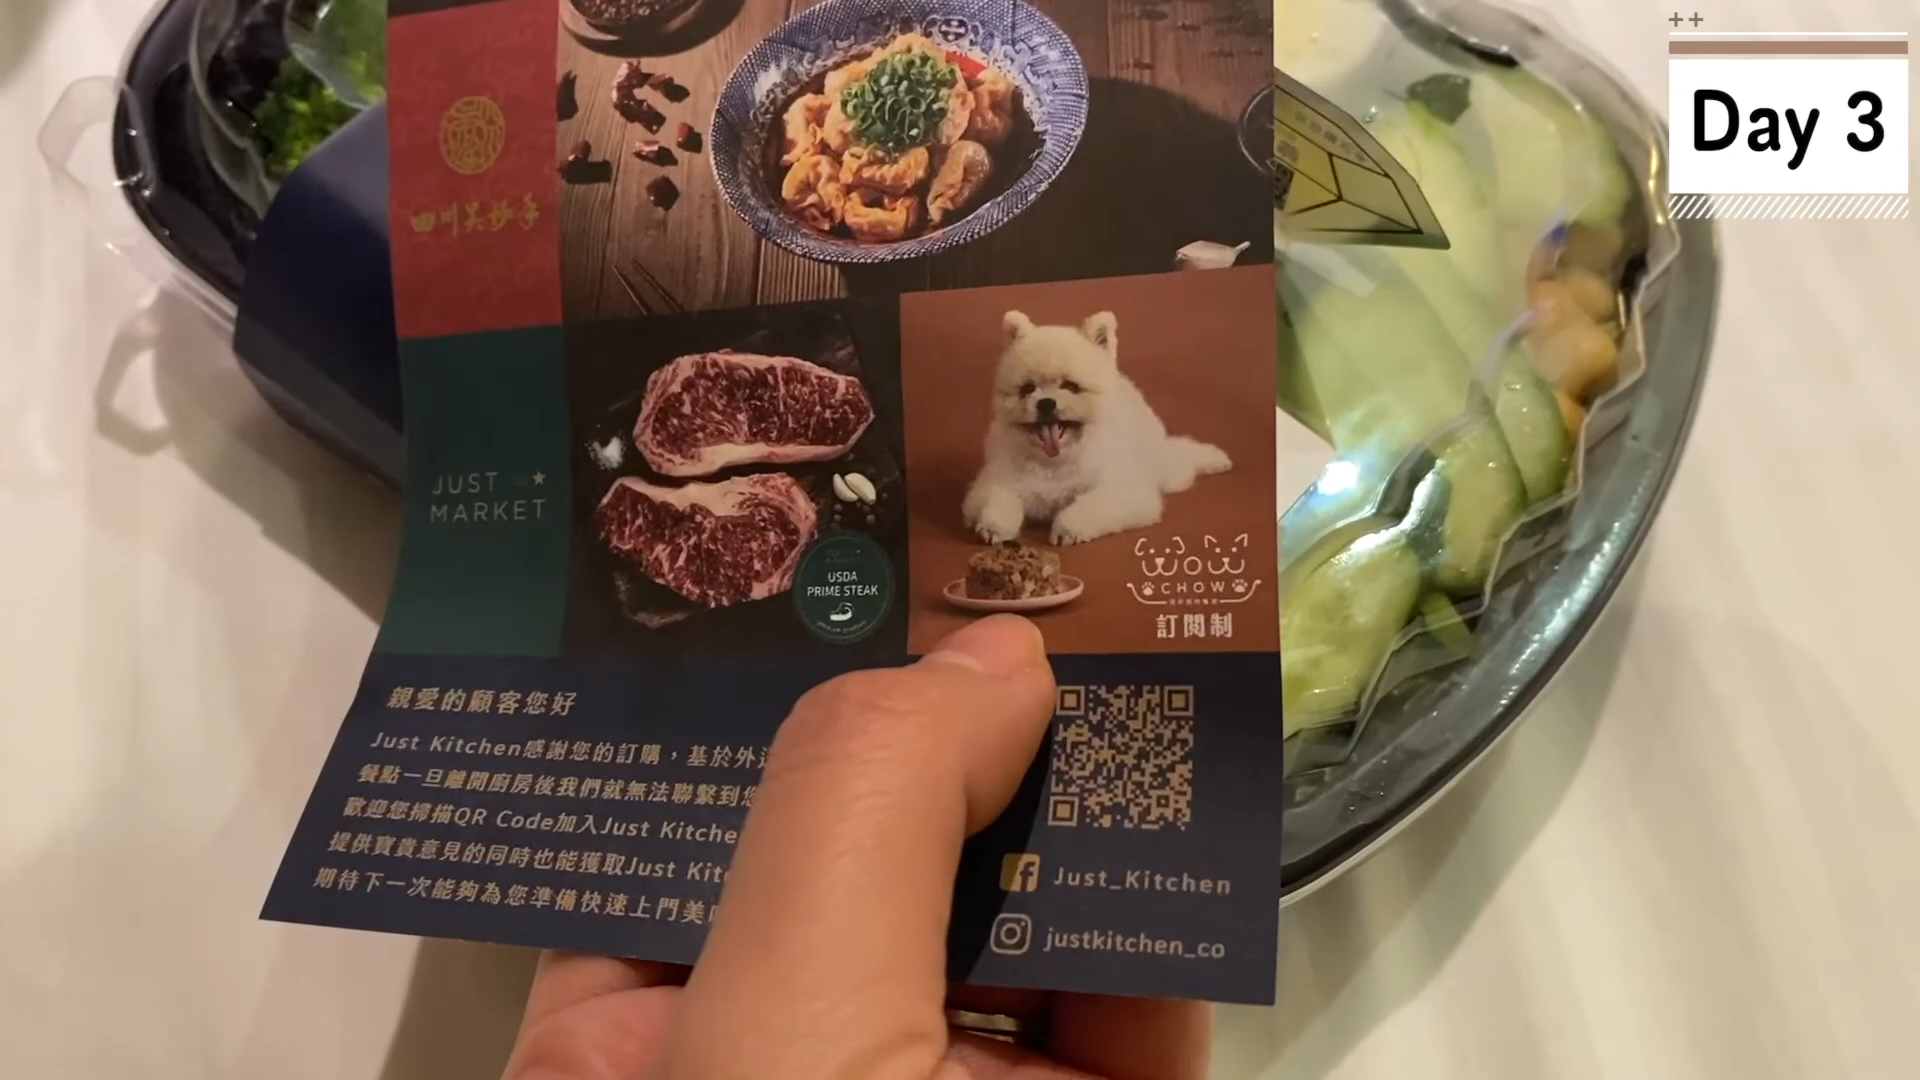 Day 3
四川吳抄手
JUST
MARKET
USDA
PRIME STEAK
WOW
CHOW
訂閱制
親愛的顧客您好
Just Kitchen感謝您的訂購，基於外
餐點一旦離開廚房後我們就無法聯繫到
歡迎您掃描QR Code加入Just Kitche
提供寶貴意見的同時也能獲取Just Kit
期待下一次能夠為您準備快速上門美
Just_Kitchen
justkitchen_co